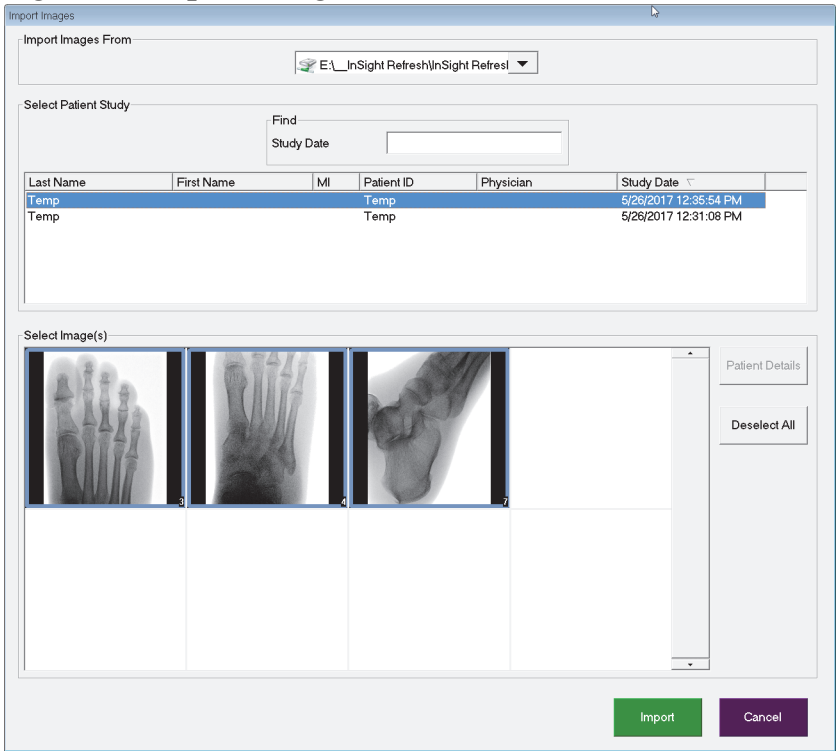 Import Images
Import Images From
E:\__InSight Refresh\InSight Refresl
Select Patient Study
Find
Study Date
Last Name First Name MI Patient ID Physician Study Date
Temp Temp 5/26/2017 12:35:54 PM
Temp Temp 5/26/2017 12:31:08 PM
Select Image(s)
Patient Details
Deselect All
3 4 7
Import Cancel